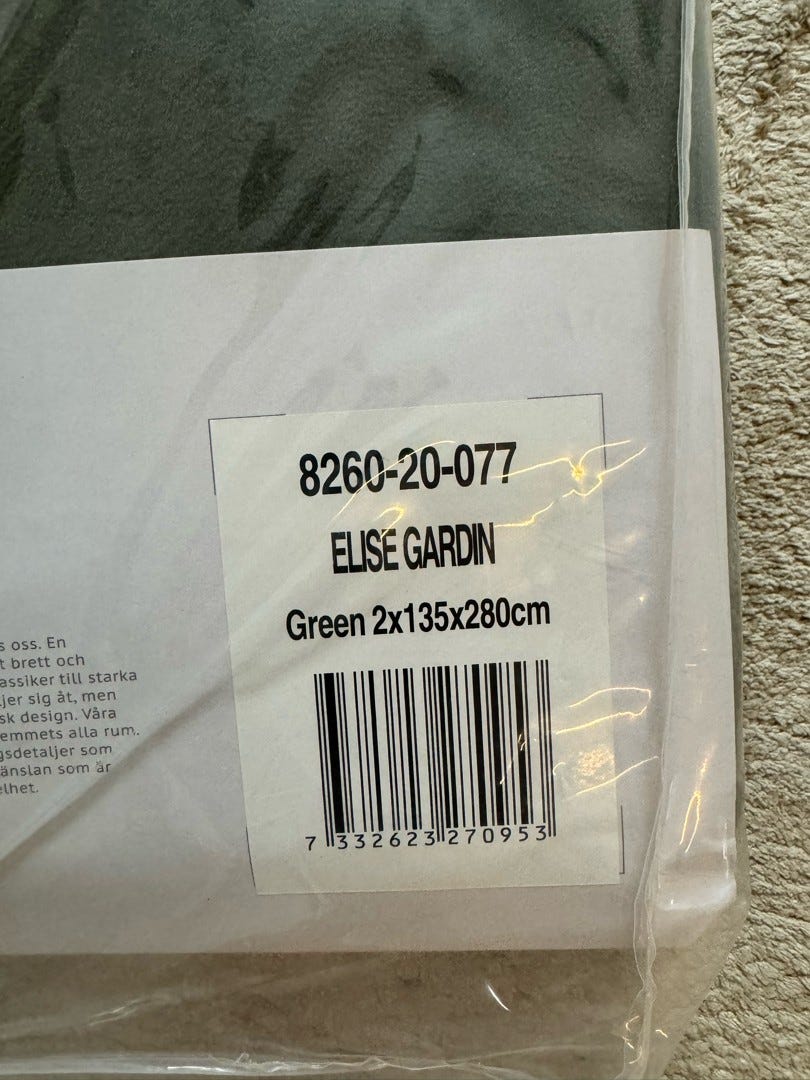 8260-20-077
ELISE GARDIN
Green 2x135x280cm
7 332623 270953
s oss. En
t brett och
assiker till starka
jer sig åt, men
sk design. Våra
emmets alla rum.
gsdetaljer som
änslan som är
elhet.